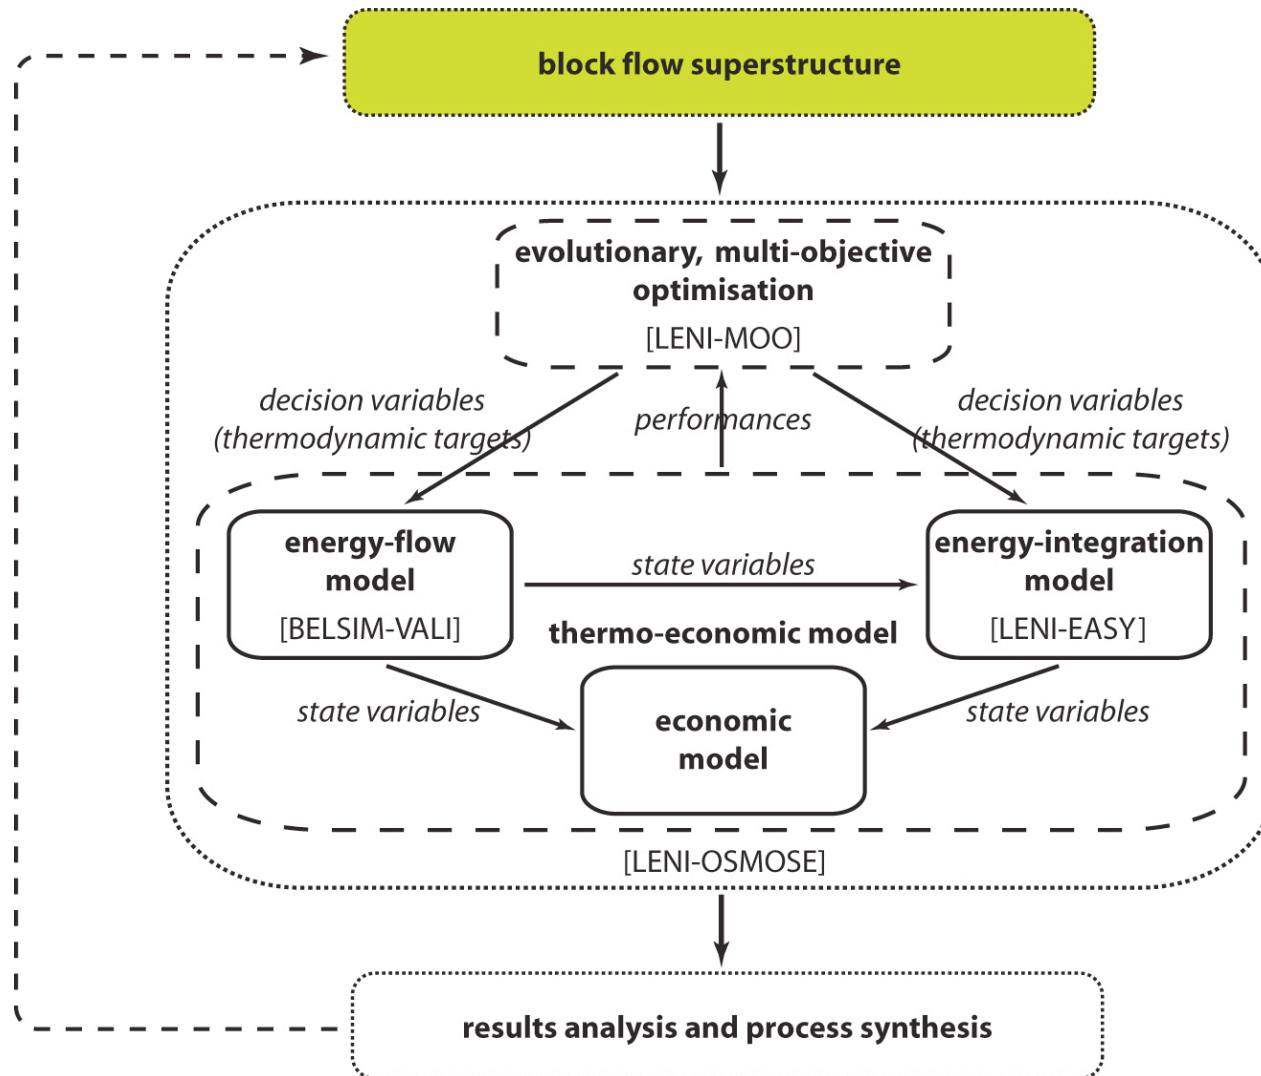 block flow superstructure
evolutionary, multi-objective
optimisation
[LENI-MOO]
decision variables
(thermodynamic targets)
performances
decision variables
(thermodynamic targets)
energy-flow
model
[BELSIM-VALI]
state variables
energy-integration
model
[LENI-EASY]
thermo-economic model
state variables
economic
model
state variables
[LENI-OSMOSE]
results analysis and process synthesis